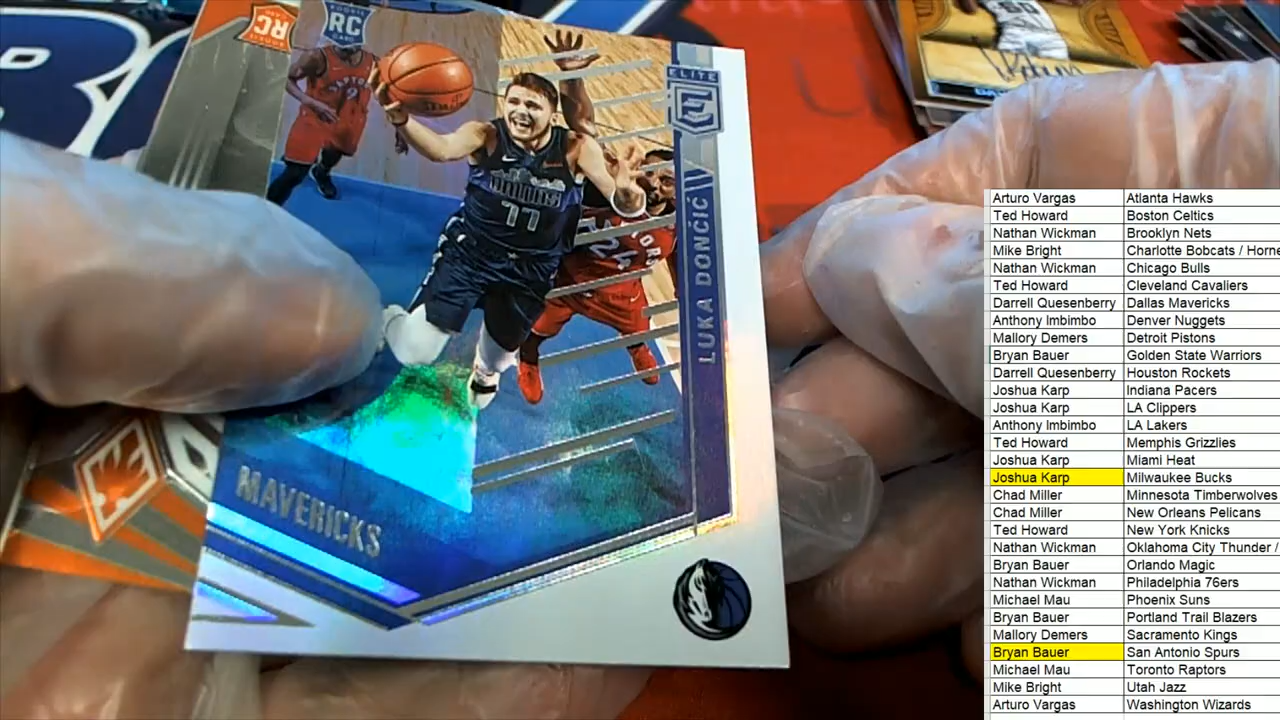 RC
ROOKIE
RC
ELITE
E
LUKA DONČIĆ
77
MAVERICKS
Arturo Vargas Atlanta Hawks
Ted Howard Boston Celtics
Nathan Wickman Brooklyn Nets
Mike Bright Charlotte Bobcats / Horne
Nathan Wickman Chicago Bulls
Ted Howard Cleveland Cavaliers
Darrell Quesenberry Dallas Mavericks
Anthony Imbimbo Denver Nuggets
Mallory Demers Detroit Pistons
Bryan Bauer Golden State Warriors
Darrell Quesenberry Houston Rockets
Joshua Karp Indiana Pacers
Joshua Karp LA Clippers
Anthony Imbimbo LA Lakers
Ted Howard Memphis Grizzlies
Joshua Karp Miami Heat
Joshua Karp Milwaukee Bucks
Chad Miller Minnesota Timberwolves
Chad Miller New Orleans Pelicans
Ted Howard New York Knicks
Nathan Wickman Oklahoma City Thunder /
Bryan Bauer Orlando Magic
Nathan Wickman Philadelphia 76ers
Michael Mau Phoenix Suns
Bryan Bauer Portland Trail Blazers
Mallory Demers Sacramento Kings
Bryan Bauer San Antonio Spurs
Michael Mau Toronto Raptors
Mike Bright Utah Jazz
Arturo Vargas Washington Wizards